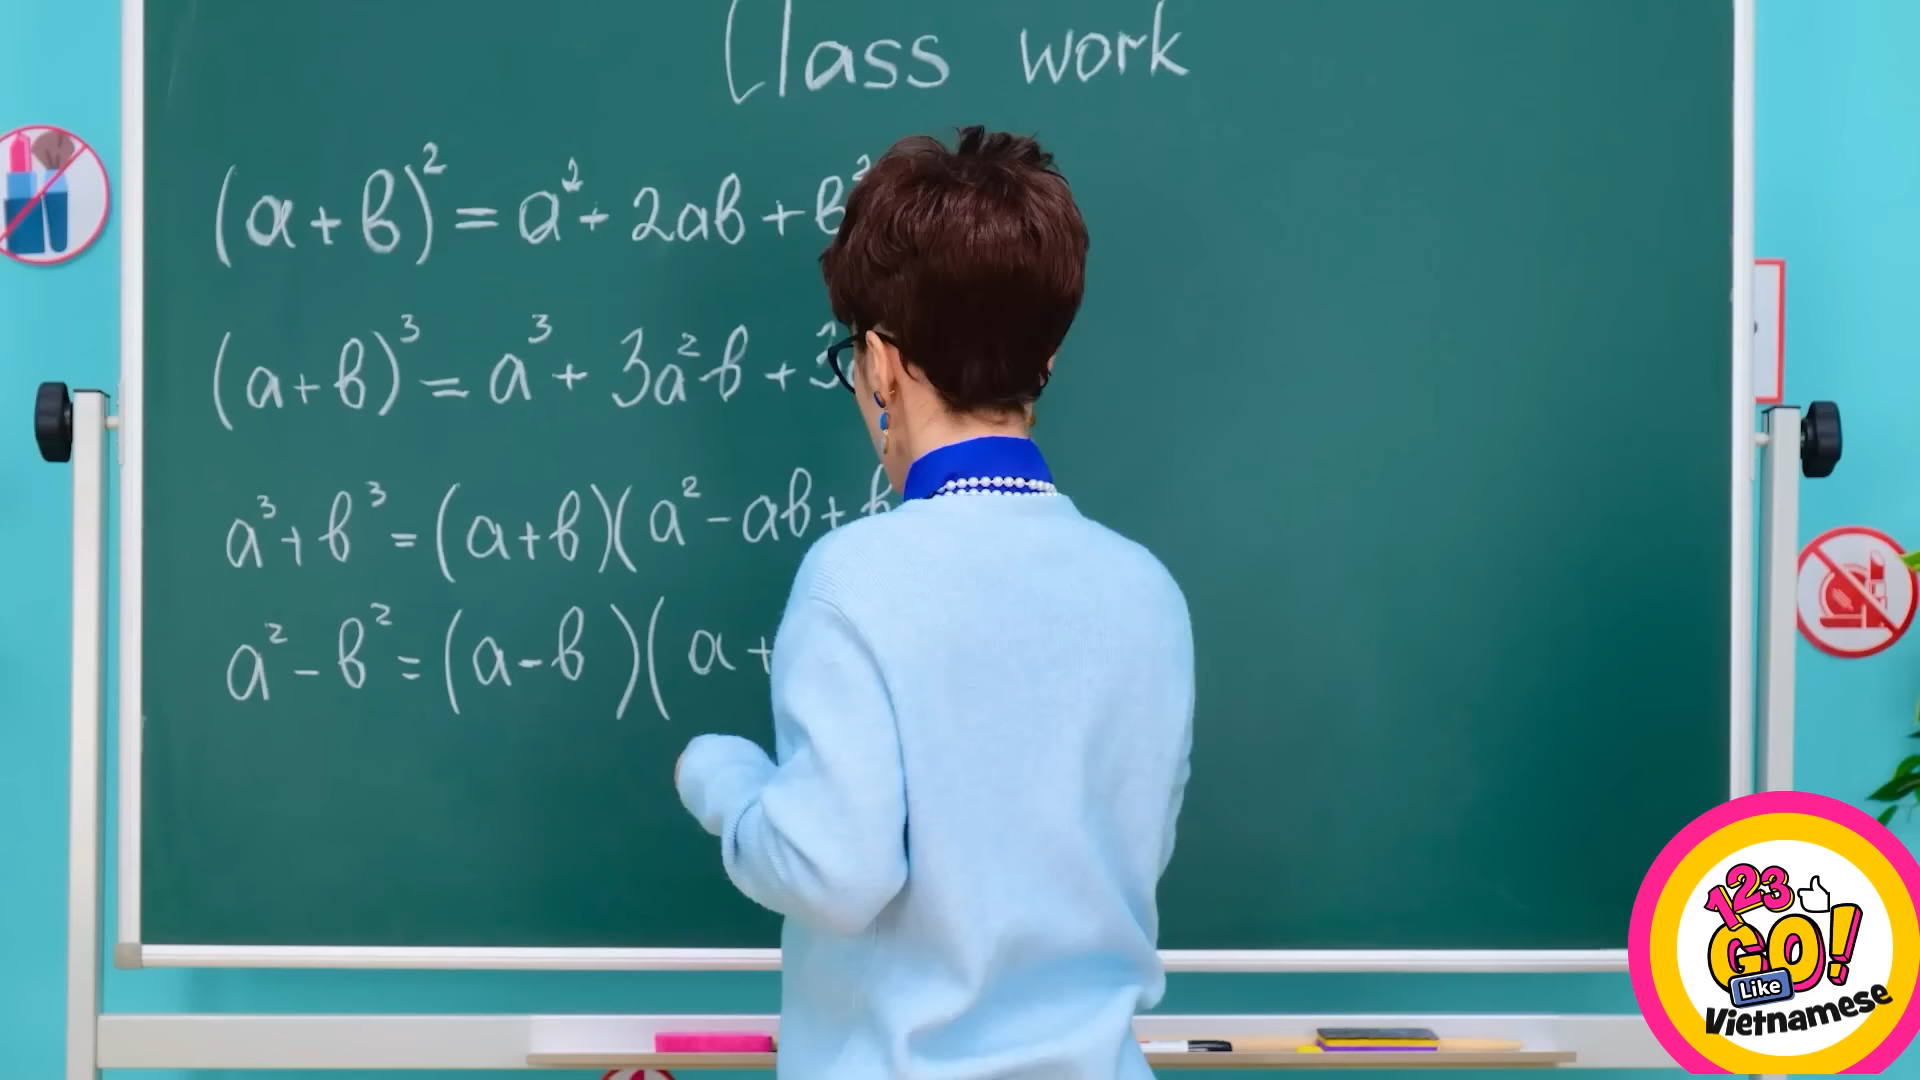 Class work
(a+b)² = a² + 2ab + b²
(a+b)³ = a³ + 3a²b + 3
a³+b³ = (a+b)(a² - ab + b
a² - b² = (a-b)(a +
123 GO!
Like
Vietnamese